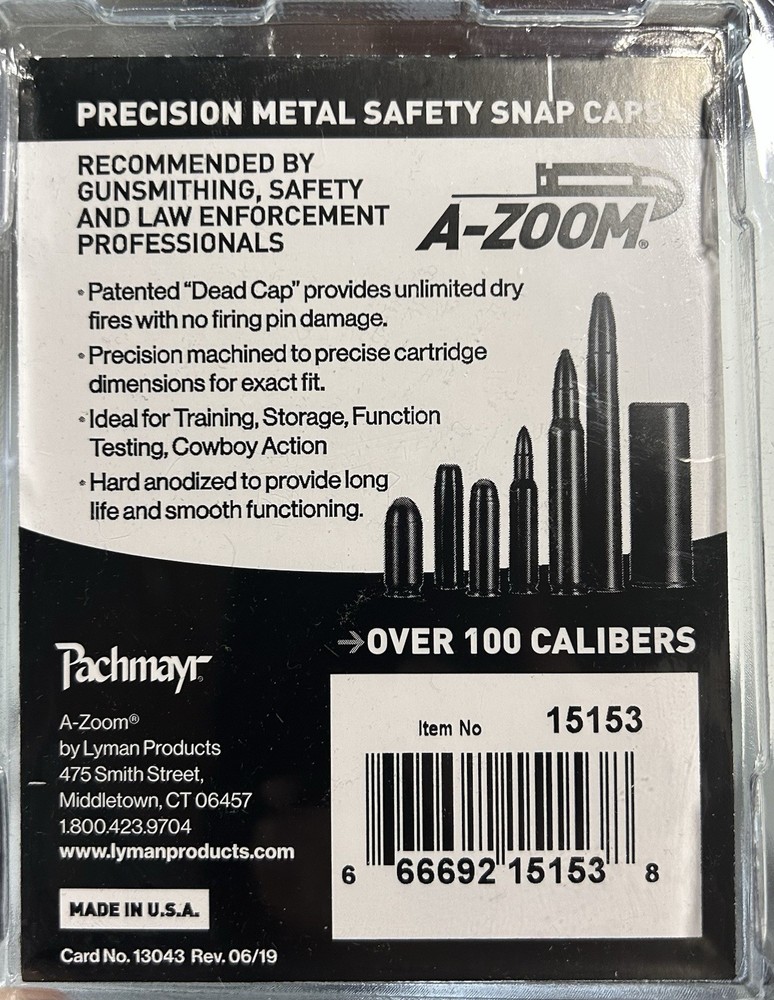 PRECISION METAL SAFETY SNAP CAPS
RECOMMENDED BY
GUNSMITHING, SAFETY
AND LAW ENFORCEMENT
PROFESSIONALS
A-ZOOM®
• Patented “Dead Cap” provides unlimited dry
fires with no firing pin damage.
• Precision machined to precise cartridge
dimensions for exact fit.
• Ideal for Training, Storage, Function
Testing, Cowboy Action
• Hard anodized to provide long
life and smooth functioning.
→OVER 100 CALIBERS
Pachmayr®
A-Zoom®
by Lyman Products
475 Smith Street,
Middletown, CT 06457
1.800.423.9704
www.lymanproducts.com
MADE IN U.S.A.
Card No. 13043 Rev. 06/19
Item No 15153
6 66692 15153 8